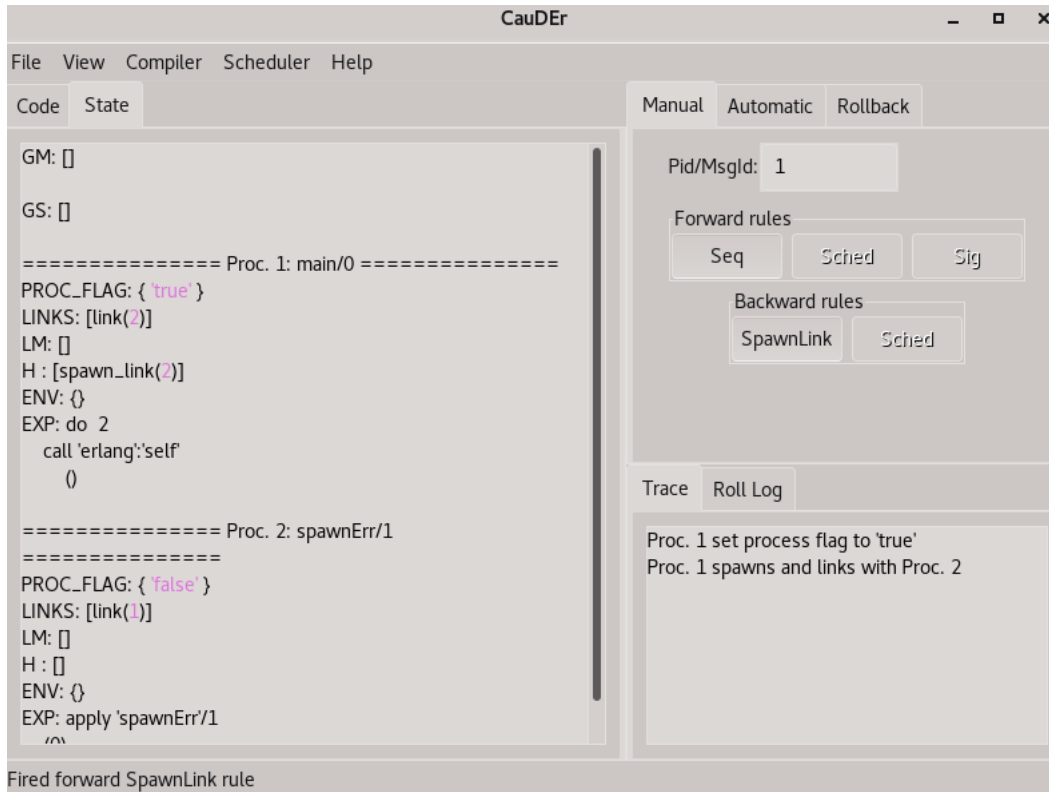 CauDEr
File View Compiler Scheduler Help
Code State
GM: []
GS: []
=============== Proc. 1: main/0 ===============
PROC_FLAG: { 'true' }
LINKS: [link(2)]
LM: []
H : [spawn_link(2)]
ENV: {}
EXP: do 2
call 'erlang':'self'
()
=============== Proc. 2: spawnErr/1
===============
PROC_FLAG: { 'false' }
LINKS: [link(1)]
LM: []
H : []
ENV: {}
EXP: apply 'spawnErr'/1
(0)
Manual Automatic Rollback
Pid/MsgId: 1
Forward rules
Seq Sched Sig
Backward rules
SpawnLink Sched
Trace Roll Log
Proc. 1 set process flag to 'true'
Proc. 1 spawns and links with Proc. 2
Fired forward SpawnLink rule